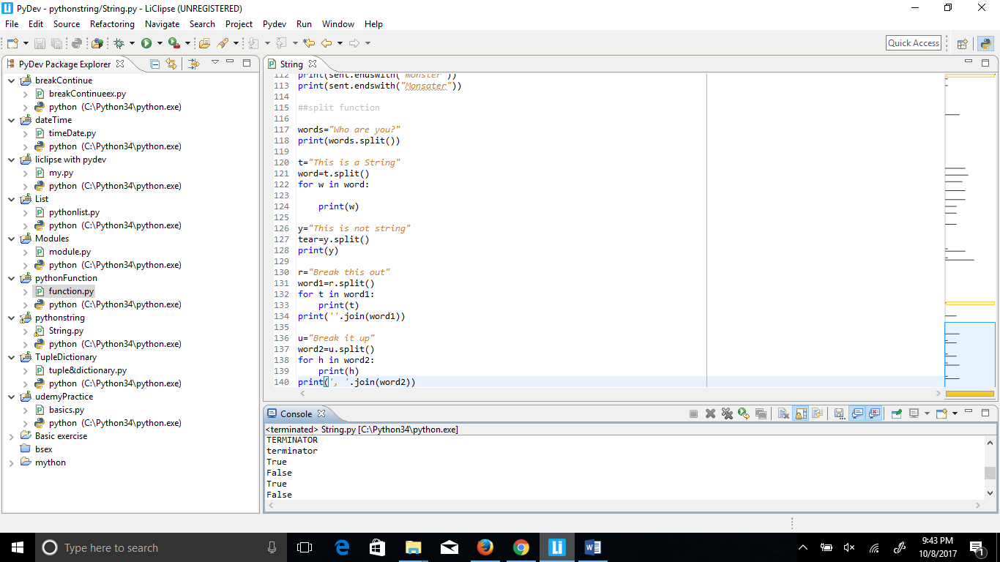 PyDev - pythonstring/String.py - LiClipse (UNREGISTERED)
File Edit Source Refactoring Navigate Search Project Pydev Run Window Help
Quick Access
PyDev Package Explorer
breakContinue
breakContinueex.py
python (C:\Python34\python.exe)
dateTime
timeDate.py
python (C:\Python34\python.exe)
liclipse with pydev
my.py
python (C:\Python34\python.exe)
List
pythonlist.py
python (C:\Python34\python.exe)
Modules
module.py
python (C:\Python34\python.exe)
pythonFunction
function.py
python (C:\Python34\python.exe)
pythonstring
String.py
python (C:\Python34\python.exe)
TupleDictionary
tuple&dictionary.py
python (C:\Python34\python.exe)
udemyPractice
basics.py
python (C:\Python34\python.exe)
Basic exercise
bsex
mython
String
112 print(sent.endswith("monster"))
113 print(sent.endswith("Monsater"))
114
115 ##split function
116
117 words="Who are you?"
118 print(words.split())
119
120 t="This is a String"
121 word=t.split()
122 for w in word:
123
124     print(w)
125
126 y="This is not string"
127 tear=y.split()
128 print(y)
129
130 r="Break this out"
131 word1=r.split()
132 for t in word1:
133     print(t)
134 print(''.join(word1))
135
136 u="Break it up"
137 word2=u.split()
138 for h in word2:
139     print(h)
140 print(', '.join(word2))
Console
<terminated> String.py [C:\Python34\python.exe]
TERMINATOR
terminator
True
False
True
False
Type here to search
9:43 PM
10/8/2017
1